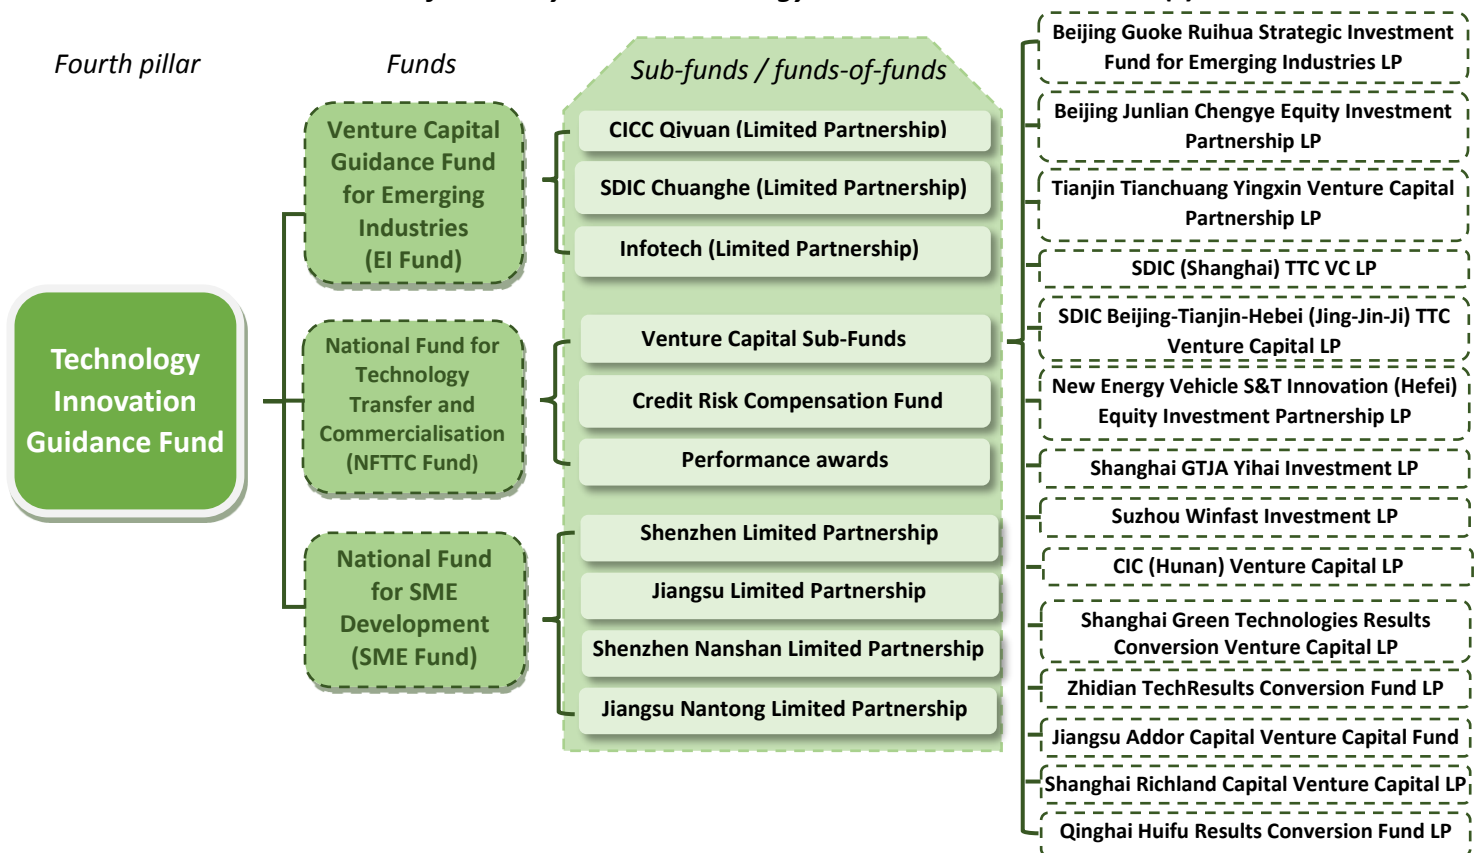 Fourth pillar
Funds
Sub-funds / funds-of-funds
Technology
Innovation
Guidance Fund
Venture Capital
Guidance Fund
for Emerging
Industries
(EI Fund)
National Fund for
Technology
Transfer and
Commercialisation
(NFTTC Fund)
National Fund
for SME
Development
(SME Fund)
CICC Qiyuan (Limited Partnership)
SDIC Chuanghe (Limited Partnership)
Infotech (Limited Partnership)
Venture Capital Sub-Funds
Credit Risk Compensation Fund
Performance awards
Shenzhen Limited Partnership
Jiangsu Limited Partnership
Shenzhen Nanshan Limited Partnership
Jiangsu Nantong Limited Partnership
Beijing Guoke Ruihua Strategic Investment
Fund for Emerging Industries LP
Beijing Junlian Chengye Equity Investment
Partnership LP
Tianjin Tianchuang Yingxin Venture Capital
Partnership LP
SDIC (Shanghai) TTC VC LP
SDIC Beijing-Tianjin-Hebei (Jing-Jin-Ji) TTC
Venture Capital LP
New Energy Vehicle S&T Innovation (Hefei)
Equity Investment Partnership LP
Shanghai GTJA Yihai Investment LP
Suzhou Winfast Investment LP
CIC (Hunan) Venture Capital LP
Shanghai Green Technologies Results
Conversion Venture Capital LP
Zhidian TechResults Conversion Fund LP
Jiangsu Addor Capital Venture Capital Fund
Shanghai Richland Capital Venture Capital LP
Qinghai Huifu Results Conversion Fund LP